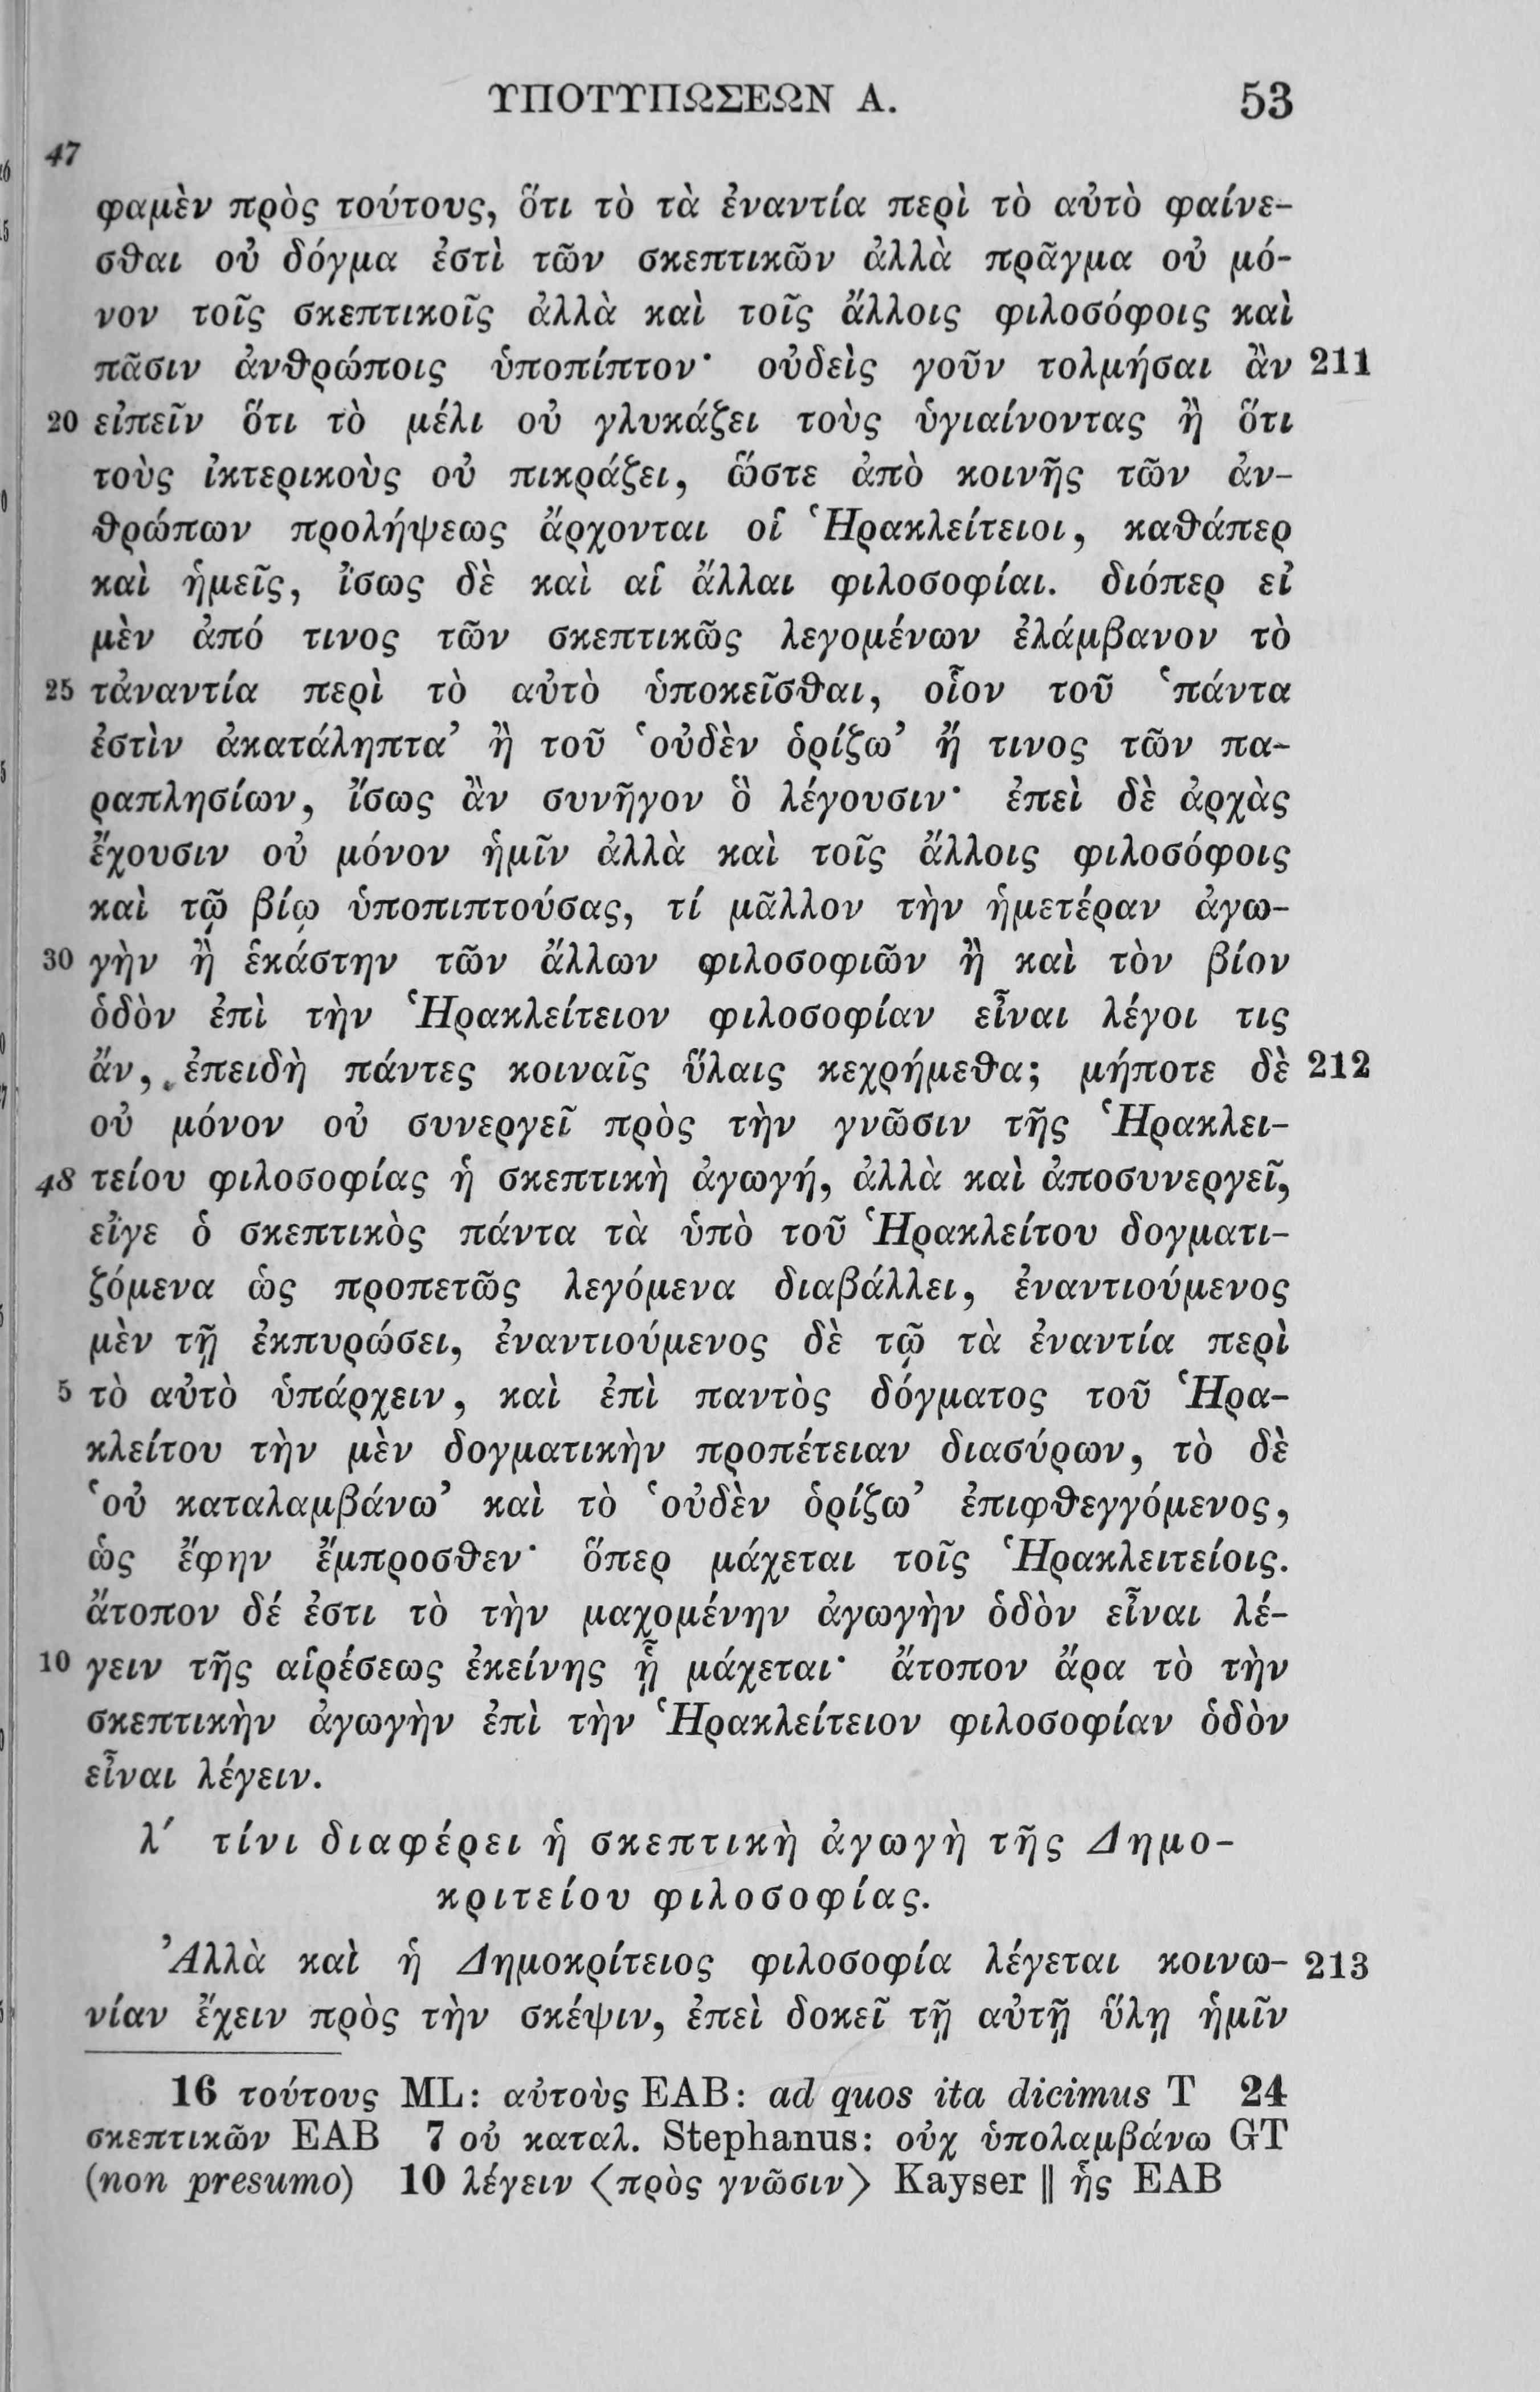 ΥΠΟΤΥΠΩΣΕΩΝ Α. 53
47
φαμὲν πρὸς τούτους, ὅτι τὸ τὰ ἐναντία περὶ τὸ αὐτὸ φαίνε-
σθαι οὐ δόγμα ἐστὶ τῶν σκεπτικῶν ἀλλὰ πρᾶγμα οὐ μό-
νον τοῖς σκεπτικοῖς ἀλλὰ καὶ τοῖς ἄλλοις φιλοσόφοις καὶ
πᾶσιν ἀνθρώποις ὑποπίπτον· οὐδεὶς γοῦν τολμήσαι ἂν 211
20 εἰπεῖν ὅτι τὸ μέλι οὐ γλυκάζει τοὺς ὑγιαίνοντας ἢ ὅτι
τοὺς ἰκτερικοὺς οὐ πικράζει, ὥστε ἀπὸ κοινῆς τῶν ἀν-
θρώπων προλήψεως ἄρχονται οἱ Ἡρακλείτειοι, καθάπερ
καὶ ἡμεῖς, ἴσως δὲ καὶ αἱ ἄλλαι φιλοσοφίαι. διόπερ εἰ
μὲν ἀπό τινος τῶν σκεπτικῶς λεγομένων ἐλάμβανον τὸ
25 τἀναντία περὶ τὸ αὐτὸ ὑποκεῖσθαι, οἷον τοῦ ‘πάντα
ἐστὶν ἀκατάληπτα’ ἢ τοῦ ‘οὐδὲν ὁρίζω’ ἤ τινος τῶν πα-
ραπλησίων, ἴσως ἂν συνῆγον ὃ λέγουσιν· ἐπεὶ δὲ ἀρχὰς
ἔχουσιν οὐ μόνον ἡμῖν ἀλλὰ καὶ τοῖς ἄλλοις φιλοσόφοις
καὶ τῷ βίῳ ὑποπιπτούσας, τί μᾶλλον τὴν ἡμετέραν ἀγω-
30 γὴν ἢ ἑκάστην τῶν ἄλλων φιλοσοφιῶν ἢ καὶ τὸν βίον
ὁδὸν ἐπὶ τὴν Ἡρακλείτειον φιλοσοφίαν εἶναι λέγοι τις
ἄν, ἐπειδὴ πάντες κοιναῖς ὕλαις κεχρήμεθα; μήποτε δὲ 212
οὐ μόνον οὐ συνεργεῖ πρὸς τὴν γνῶσιν τῆς Ἡρακλει-
48 τείου φιλοσοφίας ἡ σκεπτικὴ ἀγωγή, ἀλλὰ καὶ ἀποσυνεργεῖ,
εἴγε ὁ σκεπτικὸς πάντα τὰ ὑπὸ τοῦ Ἡρακλείτου δογματι-
ζόμενα ὡς προπετῶς λεγόμενα διαβάλλει, ἐναντιούμενος
μὲν τῇ ἐκπυρώσει, ἐναντιούμενος δὲ τῷ τὰ ἐναντία περὶ
5 τὸ αὐτὸ ὑπάρχειν, καὶ ἐπὶ παντὸς δόγματος τοῦ Ἡρα-
κλείτου τὴν μὲν δογματικὴν προπέτειαν διασύρων, τὸ δὲ
‘οὐ καταλαμβάνω’ καὶ τὸ ‘οὐδὲν ὁρίζω’ ἐπιφθεγγόμενος,
ὡς ἔφην ἔμπροσθεν· ὅπερ μάχεται τοῖς Ἡρακλειτείοις.
ἄτοπον δέ ἐστι τὸ τὴν μαχομένην ἀγωγὴν ὁδὸν εἶναι λέ-
10 γειν τῆς αἱρέσεως ἐκείνης ᾗ μάχεται· ἄτοπον ἄρα τὸ τὴν
σκεπτικὴν ἀγωγὴν ἐπὶ τὴν Ἡρακλείτειον φιλοσοφίαν ὁδὸν
εἶναι λέγειν.
λʹ τίνι διαφέρει ἡ σκεπτικὴ ἀγωγὴ τῆς Δημο-
κριτείου φιλοσοφίας.
Ἀλλὰ καὶ ἡ Δημοκρίτειος φιλοσοφία λέγεται κοινω- 213
νίαν ἔχειν πρὸς τὴν σκέψιν, ἐπεὶ δοκεῖ τῇ αὐτῇ ὕλῃ ἡμῖν
16 τούτους ML: αὐτοὺς EAB: ad quos ita dicimus T 24
σκεπτικῶν EAB 7 οὐ καταλ. Stephanus: οὐχ ὑπολαμβάνω GT
(non presumo) 10 λέγειν ⟨πρὸς γνῶσιν⟩ Kayser || ἧς EAB